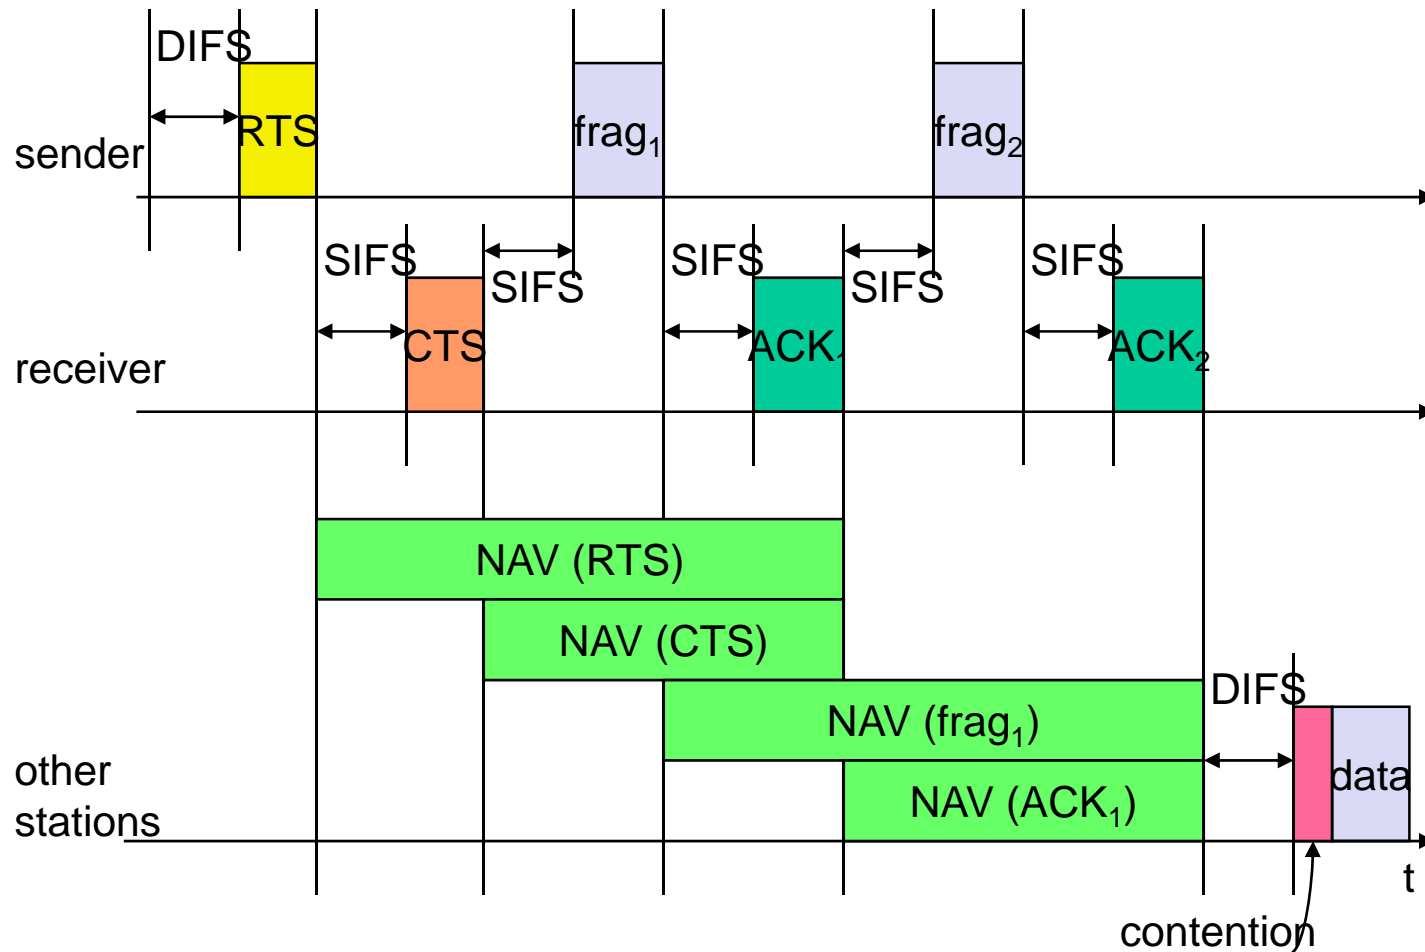 DIFS
RTS
frag₁
frag₂
sender
SIFS
SIFS
SIFS
SIFS
SIFS
CTS
ACK₁
ACK₂
receiver
NAV (RTS)
NAV (CTS)
DIFS
NAV (frag₁)
other
stations
data
NAV (ACK₁)
t
contention